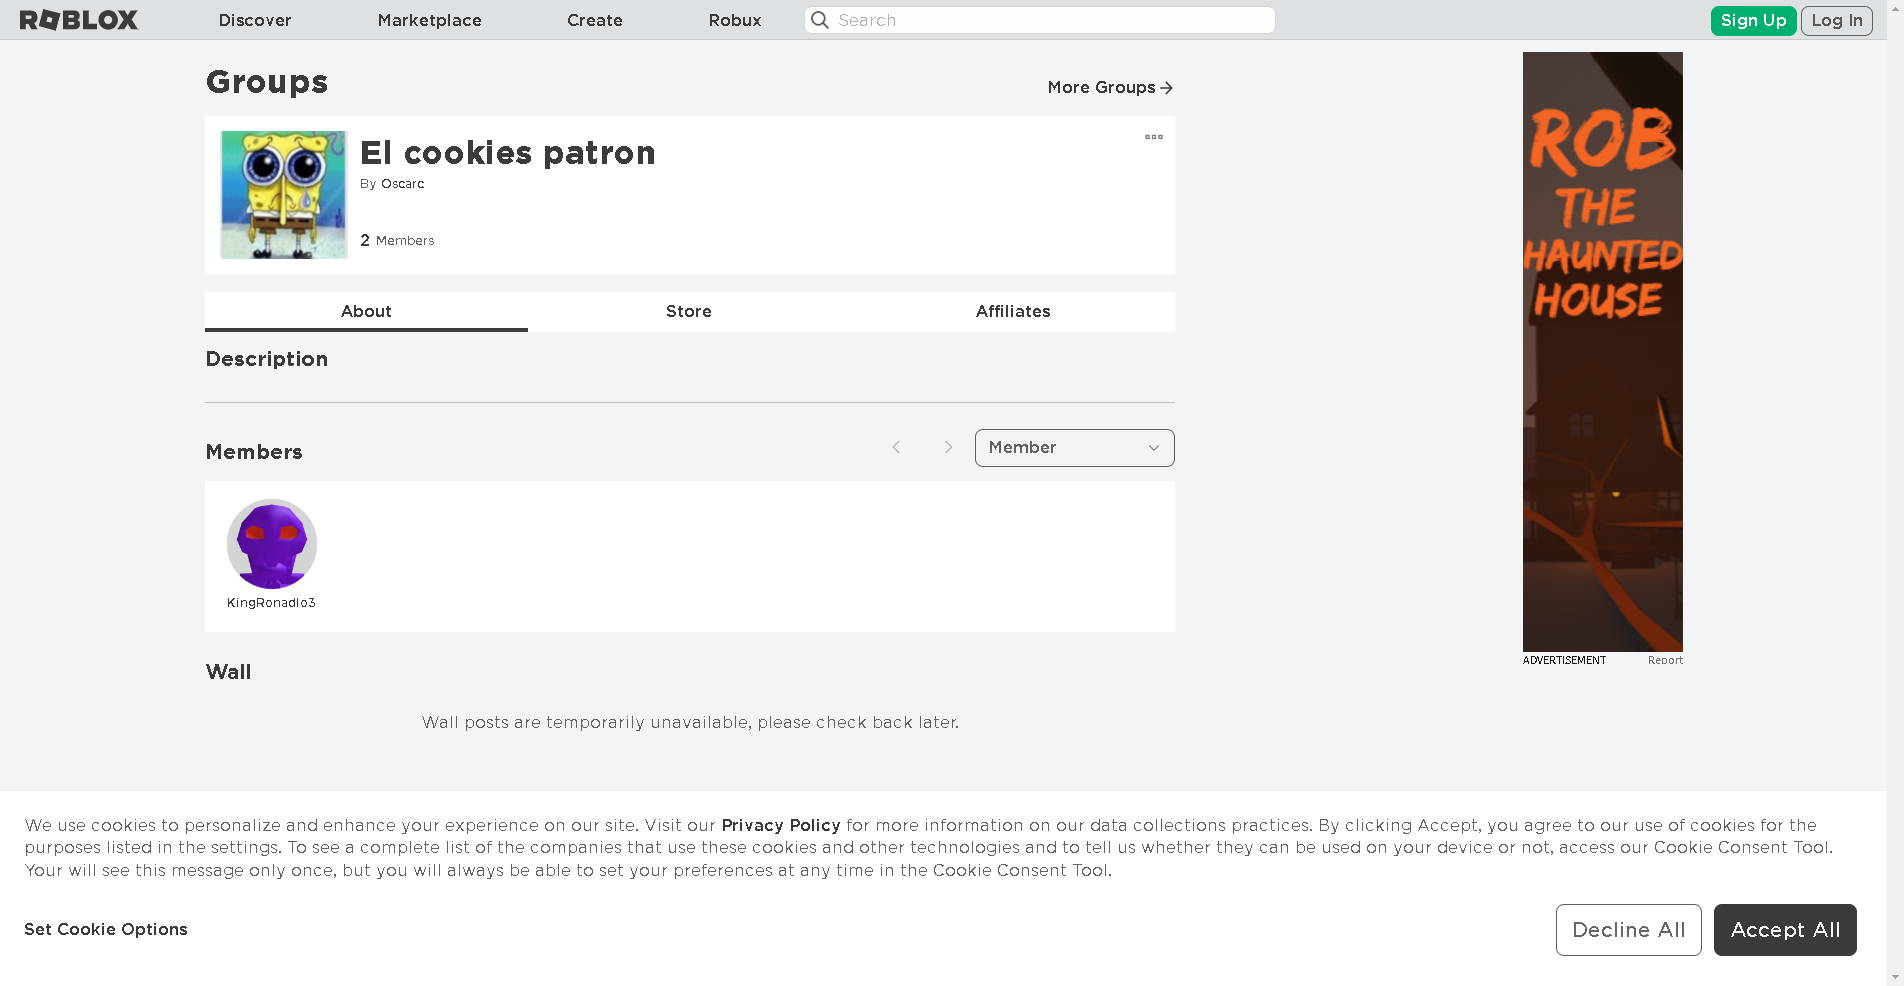 ROBLOX Discover Marketplace Create Robux Search Sign Up Log In
Groups
More Groups
El cookies patron
By Oscarc
2 Members
About Store Affiliates
Description
Members
Member
KingRonadlo3
Wall
Wall posts are temporarily unavailable, please check back later.
ROB
THE
HAUNTED
HOUSE
ADVERTISEMENT Report
We use cookies to personalize and enhance your experience on our site. Visit our Privacy Policy for more information on our data collections practices. By clicking Accept, you agree to our use of cookies for the
purposes listed in the settings. To see a complete list of the companies that use these cookies and other technologies and to tell us whether they can be used on your device or not, access our Cookie Consent Tool.
Your will see this message only once, but you will always be able to set your preferences at any time in the Cookie Consent Tool.
Set Cookie Options Decline All Accept All